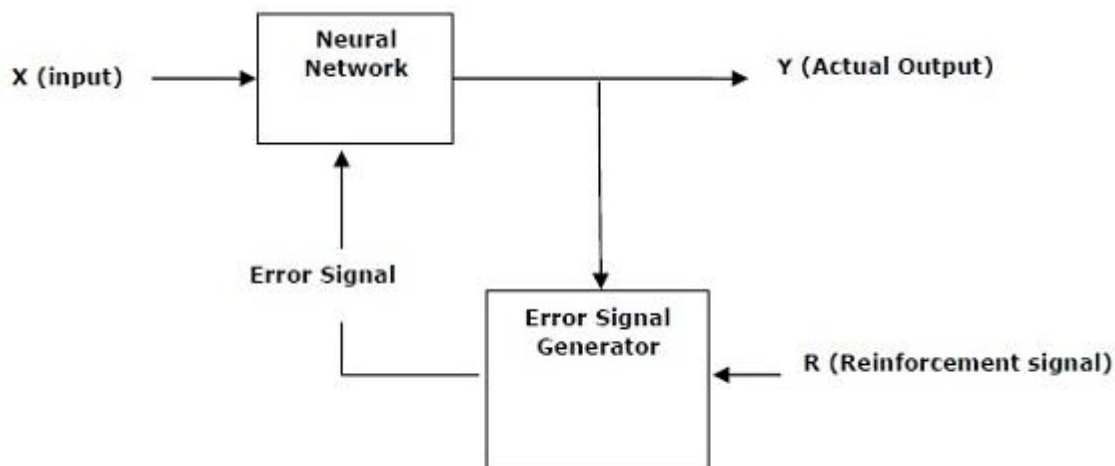 Neural
Network
X (input)
Y (Actual Output)
Error Signal
Error Signal
Generator
R (Reinforcement signal)